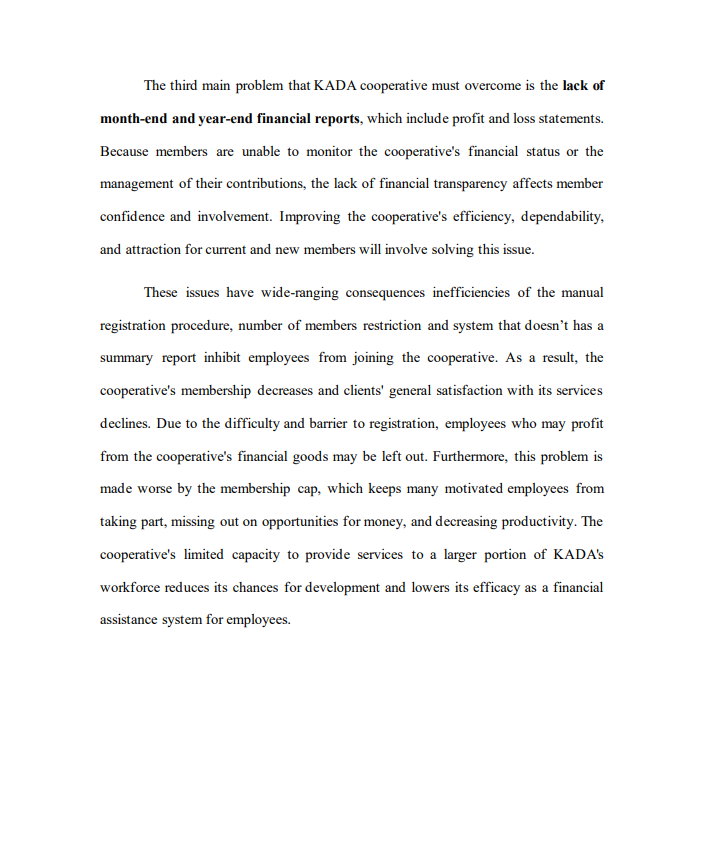 The third main problem that KADA cooperative must overcome is the lack of
month-end and year-end financial reports, which include profit and loss statements.
Because members are unable to monitor the cooperative's financial status or the
management of their contributions, the lack of financial transparency affects member
confidence and involvement. Improving the cooperative's efficiency, dependability,
and attraction for current and new members will involve solving this issue.
These issues have wide-ranging consequences inefficiencies of the manual
registration procedure, number of members restriction and system that doesn’t has a
summary report inhibit employees from joining the cooperative. As a result, the
cooperative's membership decreases and clients' general satisfaction with its services
declines. Due to the difficulty and barrier to registration, employees who may profit
from the cooperative's financial goods may be left out. Furthermore, this problem is
made worse by the membership cap, which keeps many motivated employees from
taking part, missing out on opportunities for money, and decreasing productivity. The
cooperative's limited capacity to provide services to a larger portion of KADA's
workforce reduces its chances for development and lowers its efficacy as a financial
assistance system for employees.